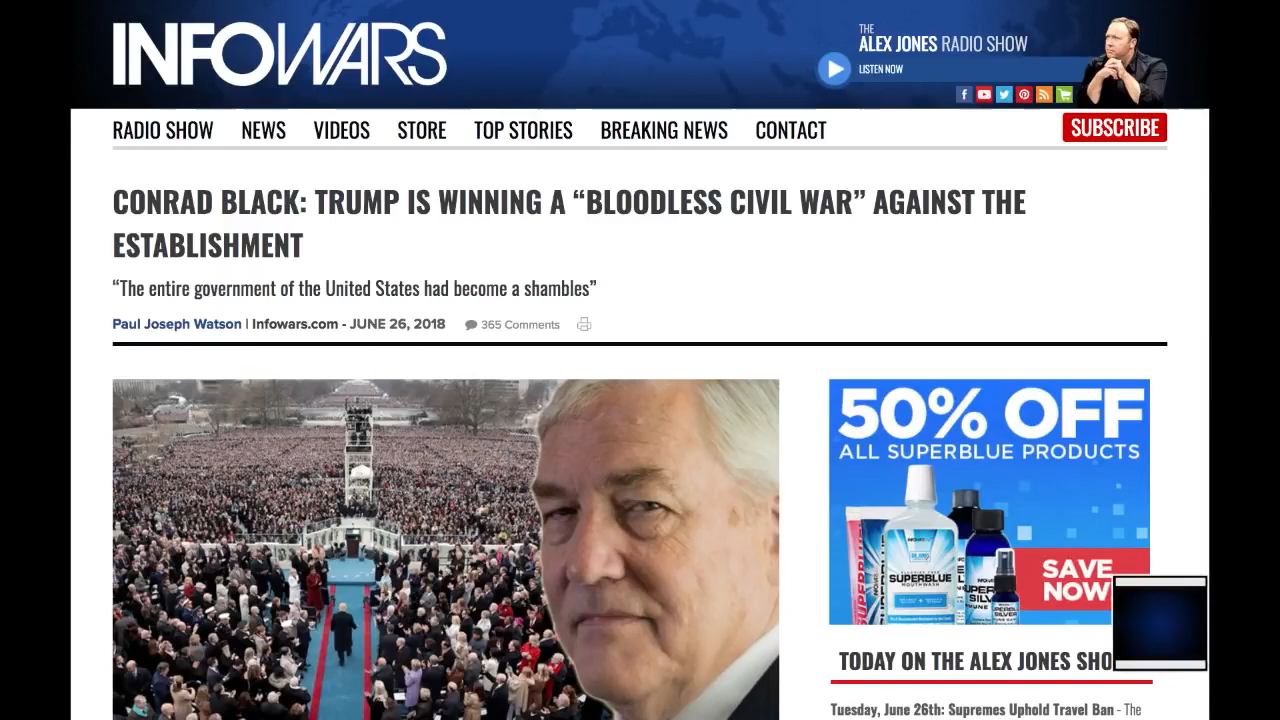 INFOWARS
THE
ALEX JONES RADIO SHOW
LISTEN NOW
RADIO SHOW NEWS VIDEOS STORE TOP STORIES BREAKING NEWS CONTACT SUBSCRIBE
CONRAD BLACK: TRUMP IS WINNING A “BLOODLESS CIVIL WAR” AGAINST THE
ESTABLISHMENT
“The entire government of the United States had become a shambles”
Paul Joseph Watson | Infowars.com - JUNE 26, 2018 365 Comments
50% OFF
ALL SUPERBLUE PRODUCTS
SUPERBLUE
MOUTHWASH
SAVE
NOW
TODAY ON THE ALEX JONES SHO
Tuesday, June 26th: Supremes Uphold Travel Ban - The